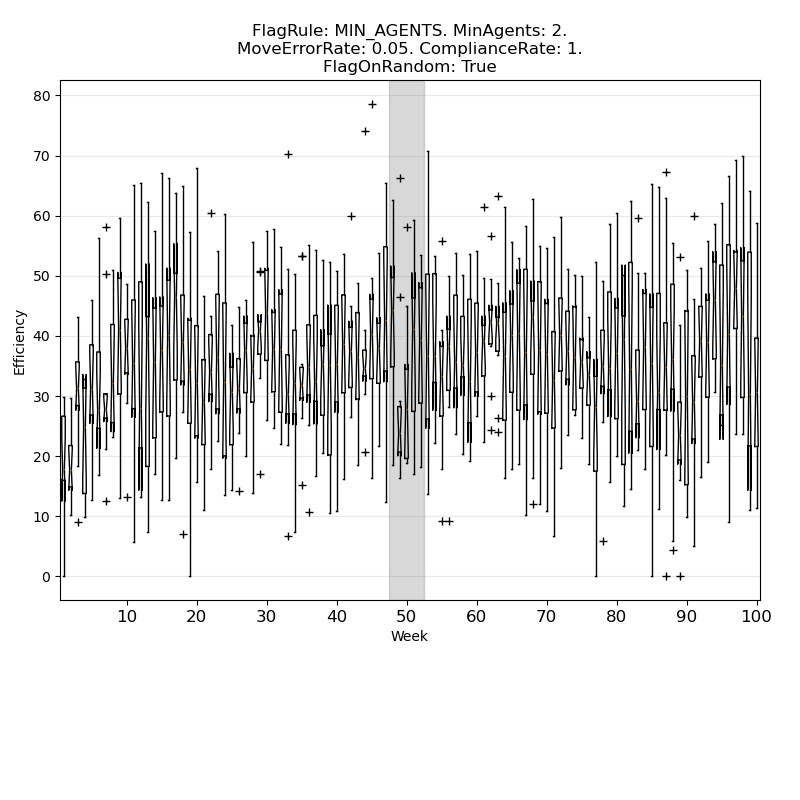 FlagRule: MIN_AGENTS. MinAgents: 2.
MoveErrorRate: 0.05. ComplianceRate: 1.
FlagOnRandom: True
80
70
60
50
40
30
20
10
0
Efficiency
10 20 30 40 50 60 70 80 90 100
Week